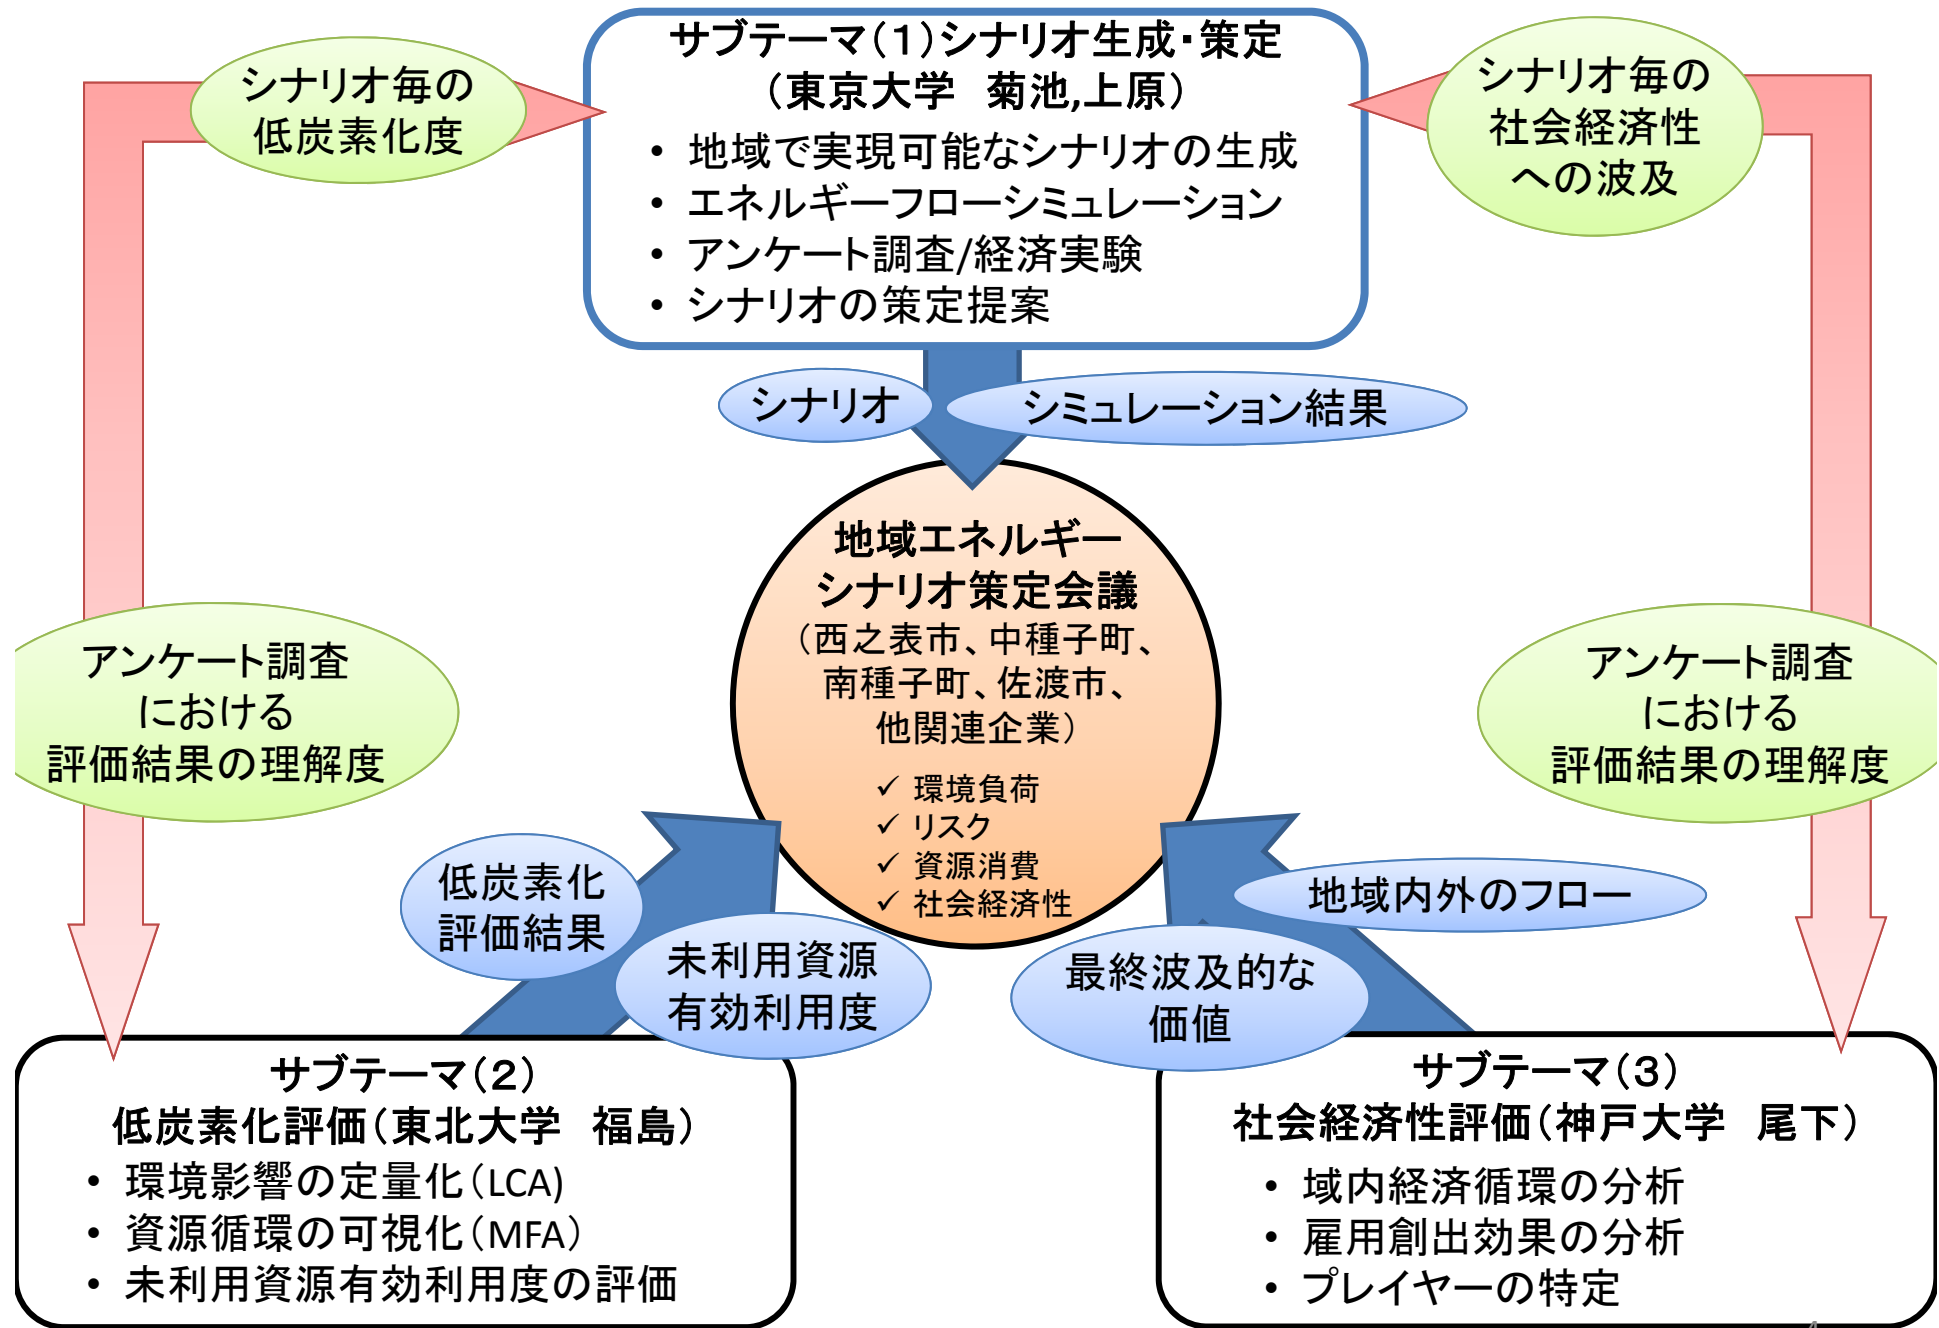 サブテーマ（１）シナリオ生成・策定
（東京大学　菊池,上原）
• 地域で実現可能なシナリオの生成
• エネルギーフローシミュレーション
• アンケート調査/経済実験
• シナリオの策定提案
シナリオ毎の
低炭素化度
シナリオ毎の
社会経済性
への波及
シナリオ
シミュレーション結果
地域エネルギー
シナリオ策定会議
（西之表市、中種子町、
南種子町、佐渡市、
他関連企業）
✓ 環境負荷
✓ リスク
✓ 資源消費
✓ 社会経済性
アンケート調査
における
評価結果の理解度
アンケート調査
における
評価結果の理解度
低炭素化
評価結果
未利用資源
有効利用度
地域内外のフロー
最終波及的な
価値
サブテーマ（２）
低炭素化評価（東北大学　福島）
• 環境影響の定量化（LCA)
• 資源循環の可視化（MFA）
• 未利用資源有効利用度の評価
サブテーマ（３）
社会経済性評価（神戸大学　尾下）
• 域内経済循環の分析
• 雇用創出効果の分析
• プレイヤーの特定